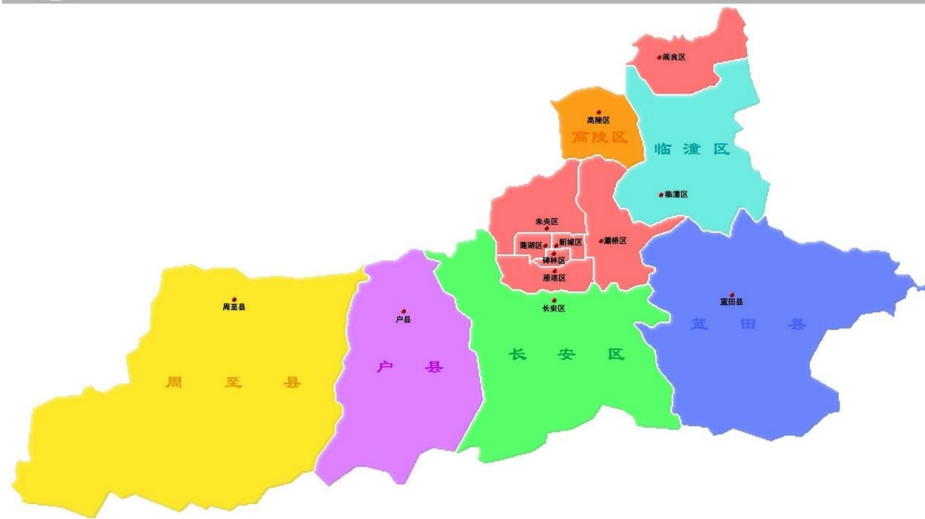 阎良区
高陵区
高陵区
临潼区
临潼区
未央区
莲湖区
新城区
灞桥区
碑林区
雁塔区
周至县
户县
长安区
蓝田县
蓝田县
长安区
户县
周至县